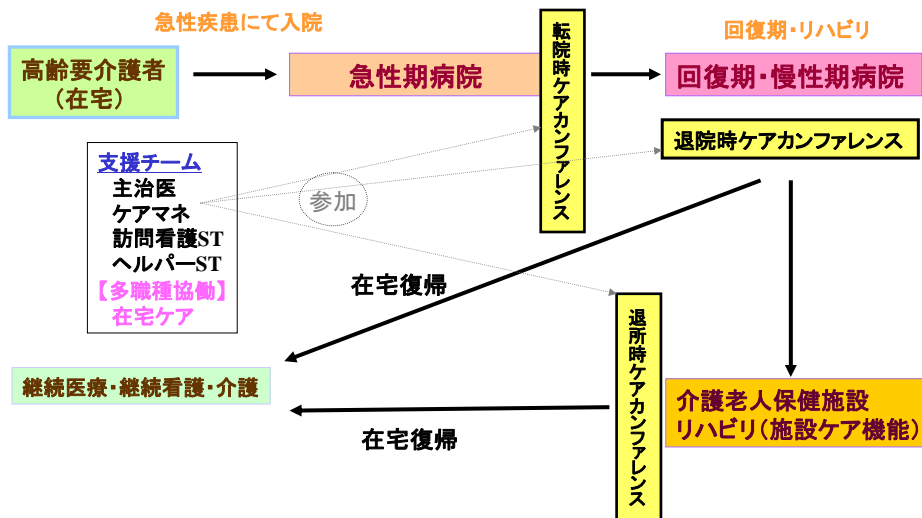 急性疾患にて入院
回復期・リハビリ
高齢要介護者
(在宅)
急性期病院
転院時ケアカンファレンス
回復期・慢性期病院
退院時ケアカンファレンス
支援チーム
主治医
ケアマネ
訪問看護ST
ヘルパーST
【多職種協働】
在宅ケア
参加
在宅復帰
退所時ケアカンファレンス
継続医療・継続看護・介護
在宅復帰
介護老人保健施設
リハビリ(施設ケア機能)